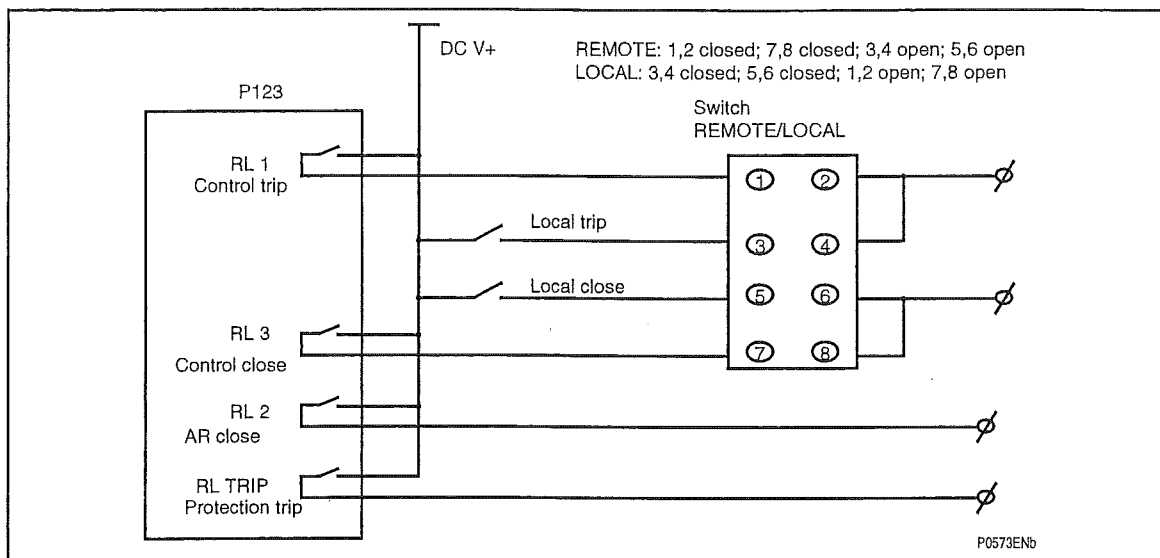 DC V+
REMOTE: 1,2 closed; 7,8 closed; 3,4 open; 5,6 open
LOCAL: 3,4 closed; 5,6 closed; 1,2 open; 7,8 open
P123
Switch
REMOTE/LOCAL
RL 1
Control trip
1 2
Local trip
3 4
Local close
5 6
RL 3
Control close
7 8
RL 2
AR close
RL TRIP
Protection trip
P0573ENb